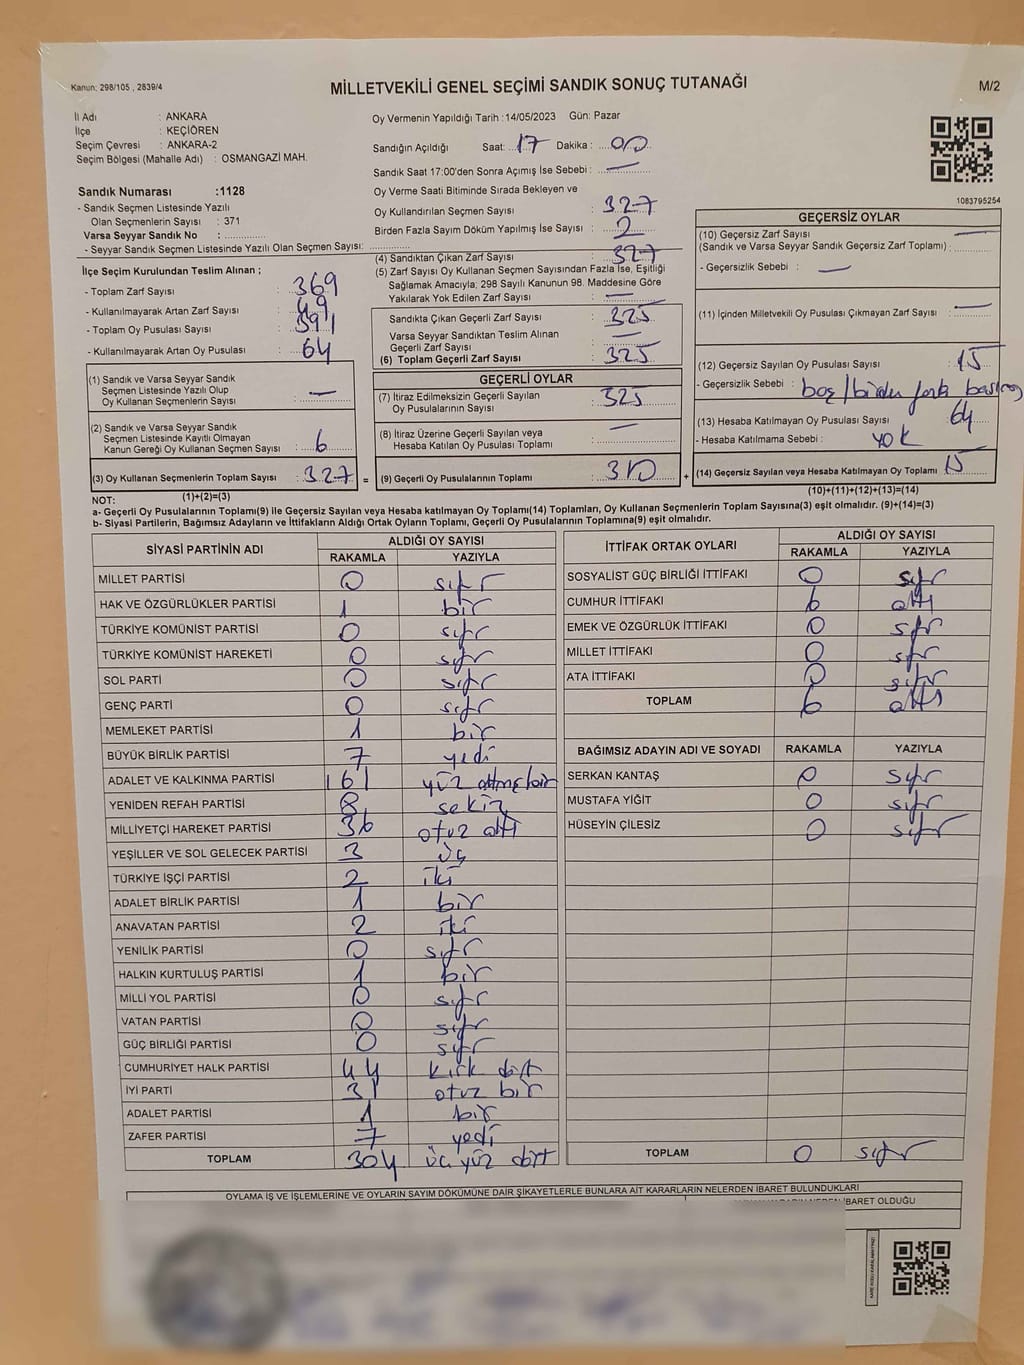 Kanun: 298/105 , 2839/4
MİLLETVEKİLİ GENEL SEÇİMİ SANDIK SONUÇ TUTANAĞI
M/2
İl Adı : ANKARA
İlçe : KEÇİÖREN
Seçim Çevresi : ANKARA-2
Seçim Bölgesi (Mahalle Adı) : OSMANGAZİ MAH.
Sandık Numarası :1128
- Sandık Seçmen Listesinde Yazılı
Olan Seçmenlerin Sayısı : 371
Varsa Seyyar Sandık No :
- Seyyar Sandık Seçmen Listesinde Yazılı Olan Seçmen Sayısı:
Oy Vermenin Yapıldığı Tarih :14/05/2023 Gün: Pazar
Sandığın Açıldığı Saat: 17 Dakika : 00
Sandık Saat 17:00'den Sonra Açımış İse Sebebi : —
Oy Verme Saati Bitiminde Sırada Bekleyen ve
Oy Kullandırılan Seçmen Sayısı : 327
Birden Fazla Sayım Döküm Yapılmış İse Sayısı : 2
(4) Sandıktan Çıkan Zarf Sayısı : 327
(5) Zarf Sayısı Oy Kullanan Seçmen Sayısından Fazla İse, Eşitliği
Sağlamak Amacıyla; 298 Sayılı Kanunun 98. Maddesine Göre
Yakılarak Yok Edilen Zarf Sayısı : —
1083795254
İlçe Seçim Kurulundan Teslim Alınan ;
- Toplam Zarf Sayısı : 369
- Kullanılmayarak Artan Zarf Sayısı : 49
- Toplam Oy Pusulası Sayısı : 391
- Kullanılmayarak Artan Oy Pusulası : 64
(1) Sandık ve Varsa Seyyar Sandık
Seçmen Listesinde Yazılı Olup
Oy Kullanan Seçmenlerin Sayısı : —
(2) Sandık ve Varsa Seyyar Sandık
Seçmen Listesinde Kayıtlı Olmayan
Kanun Gereği Oy Kullanan Seçmen Sayısı : 6
(3) Oy Kullanan Seçmenlerin Toplam Sayısı : 327 =
Sandıkta Çıkan Geçerli Zarf Sayısı : 325
Varsa Seyyar Sandıktan Teslim Alınan
Geçerli Zarf Sayısı : —
(6) Toplam Geçerli Zarf Sayısı : 325
GEÇERLİ OYLAR
(7) İtiraz Edilmeksizin Geçerli Sayılan
Oy Pusulalarının Sayısı : 325
(8) İtiraz Üzerine Geçerli Sayılan veya
Hesaba Katılan Oy Pusulası Toplamı : —
(9) Geçerli Oy Pusulalarının Toplamı : 310 +
GEÇERSİZ OYLAR
(10) Geçersiz Zarf Sayısı : —
(Sandık ve Varsa Seyyar Sandık Geçersiz Zarf Toplamı)
- Geçersizlik Sebebi : —
(11) İçinden Milletvekili Oy Pusulası Çıkmayan Zarf Sayısı : —
(12) Geçersiz Sayılan Oy Pusulası Sayısı : 15
- Geçersizlik Sebebi : boş/birden fazla
(13) Hesaba Katılmayan Oy Pusulası Sayısı : 64
- Hesaba Katılmama Sebebi : yok
(14) Geçersiz Sayılan veya Hesaba Katılmayan Oy Toplamı : 15
NOT: (1)+(2)=(3) (10)+(11)+(12)+(13)=(14)
a- Geçerli Oy Pusulalarının Toplamı(9) ile Geçersiz Sayılan veya Hesaba Katılmayan Oy Toplamı(14) Toplamları, Oy Kullanan Seçmenlerin Toplam Sayısına(3) eşit olmalıdır. (9)+(14)=(3)
b- Siyasi Partilerin, Bağımsız Adayların ve İttifakların Aldığı Ortak Oyların Toplamı, Geçerli Oy Pusulalarının Toplamına(9) eşit olmalıdır.
SİYASİ PARTİNİN ADI ALDIĞI OY SAYISI
RAKAMLA YAZIYLA
MİLLET PARTİSİ 0 sıfır
HAK VE ÖZGÜRLÜKLER PARTİSİ 1 bir
TÜRKİYE KOMÜNİST PARTİSİ 0 sıfır
TÜRKİYE KOMÜNİST HAREKETİ 0 sıfır
SOL PARTİ 0 sıfır
GENÇ PARTİ 0 sıfır
MEMLEKET PARTİSİ 1 bir
BÜYÜK BİRLİK PARTİSİ 7 yedi
ADALET VE KALKINMA PARTİSİ 161 yüz altmış bir
YENİDEN REFAH PARTİSİ 8 sekiz
MİLLİYETÇİ HAREKET PARTİSİ 36 otuz altı
YEŞİLLER VE SOL GELECEK PARTİSİ 3 üç
TÜRKİYE İŞÇİ PARTİSİ 2 iki
ADALET BİRLİK PARTİSİ 1 bir
ANAVATAN PARTİSİ 2 iki
YENİLİK PARTİSİ 0 sıfır
HALKIN KURTULUŞ PARTİSİ 1 bir
MİLLİ YOL PARTİSİ 0 sıfır
VATAN PARTİSİ 0 sıfır
GÜÇ BİRLİĞİ PARTİSİ 0 sıfır
CUMHURİYET HALK PARTİSİ 44 kırk dört
İYİ PARTİ 31 otuz bir
ADALET PARTİSİ 1 bir
ZAFER PARTİSİ 7 yedi
TOPLAM 304 üç yüz dört
İTTİFAK ORTAK OYLARI ALDIĞI OY SAYISI
RAKAMLA YAZIYLA
SOSYALİST GÜÇ BİRLİĞİ İTTİFAKI 0 sıfır
CUMHUR İTTİFAKI 6 altı
EMEK VE ÖZGÜRLÜK İTTİFAKI 0 sıfır
MİLLET İTTİFAKI 0 sıfır
ATA İTTİFAKI 0 sıfır
TOPLAM 6 altı
BAĞIMSIZ ADAYIN ADI VE SOYADI RAKAMLA YAZIYLA
SERKAN KANTAŞ 0 sıfır
MUSTAFA YİĞİT 0 sıfır
HÜSEYİN ÇİLESİZ 0 sıfır
TOPLAM 0 sıfır
OYLAMA İŞ VE İŞLEMLERİNE VE OYLARIN SAYIM DÖKÜMÜNE DAİR ŞİKAYETLERLE BUNLARA AİT KARARLARIN NELERDEN İBARET BULUNDUKLARI
İBARET OLDUĞU